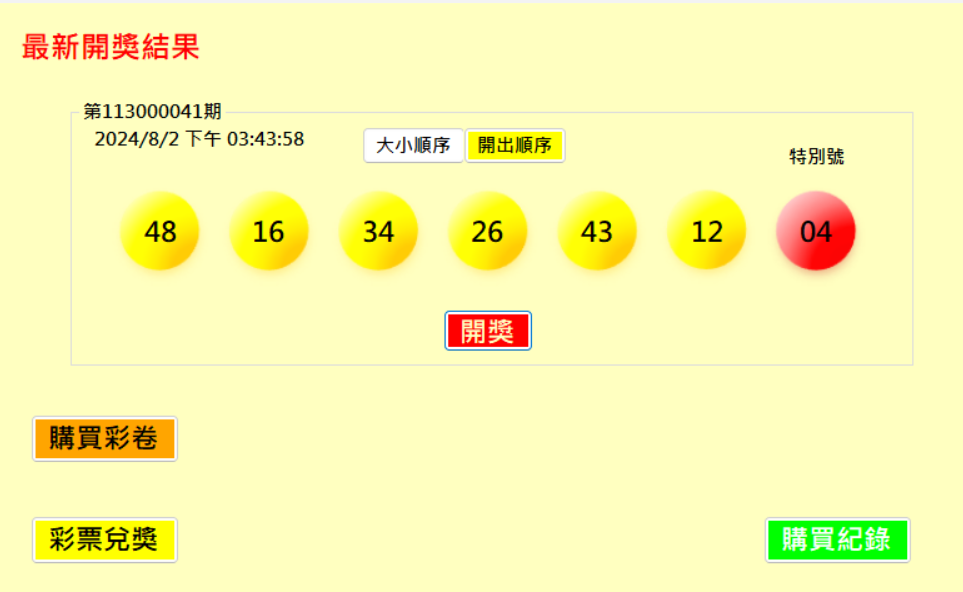 最新開獎結果
第113000041期
2024/8/2 下午 03:43:58
大小順序 開出順序
特別號
48 16 34 26 43 12 04
開獎
購買彩卷
彩票兌獎 購買紀錄